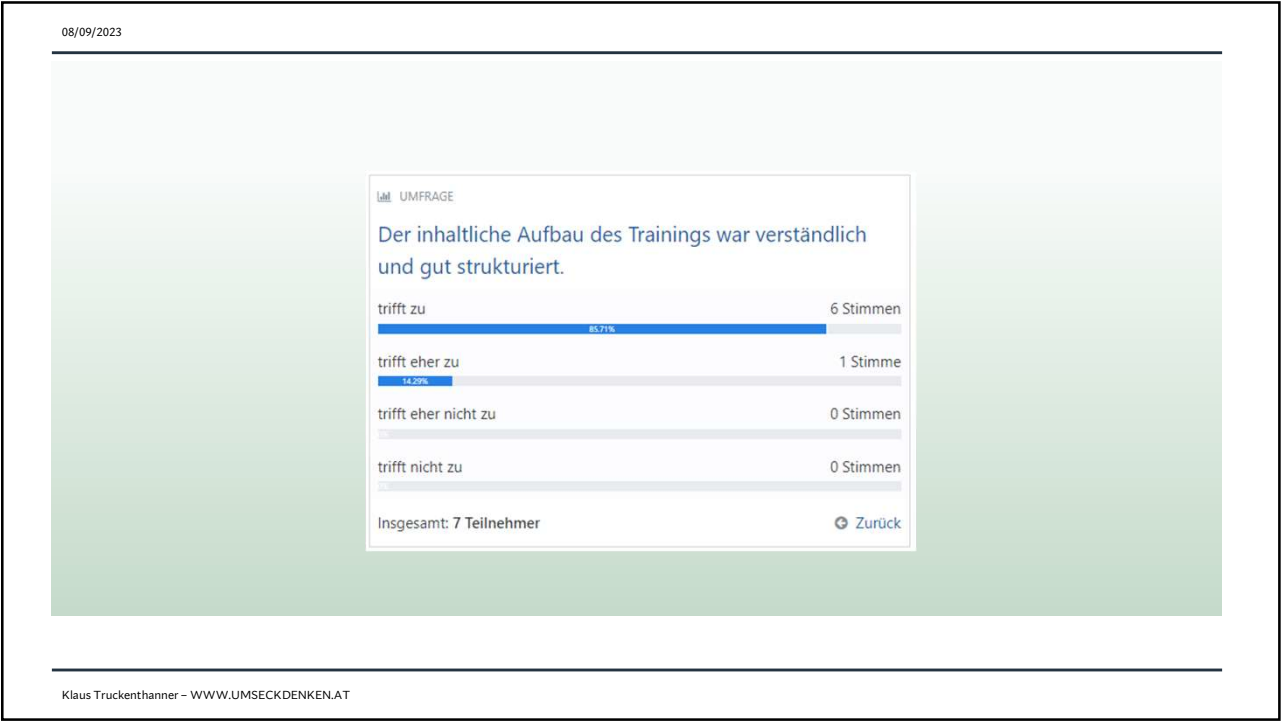 08/09/2023
UMFRAGE
Der inhaltliche Aufbau des Trainings war verständlich
und gut strukturiert.
trifft zu 6 Stimmen
85.71%
trifft eher zu 1 Stimme
14.29%
trifft eher nicht zu 0 Stimmen
0%
trifft nicht zu 0 Stimmen
0%
Insgesamt: 7 Teilnehmer Zurück
Klaus Truckenthanner – WWW.UMSECKDENKEN.AT